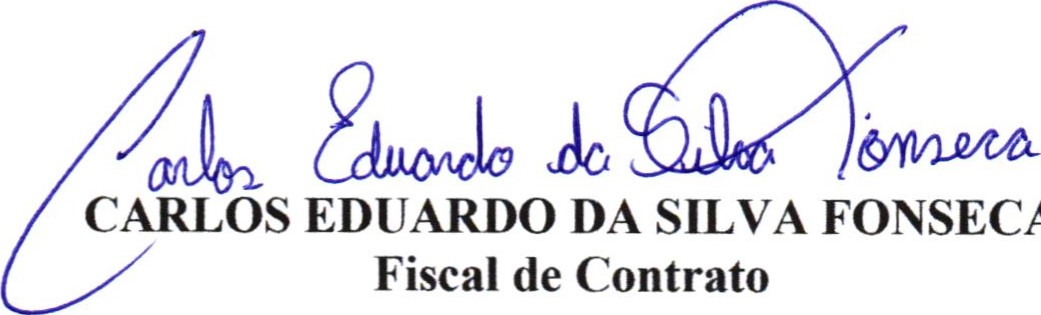 Carlos Eduardo da Silva Fonseca
CARLOS EDUARDO DA SILVA FONSECA
Fiscal de Contrato